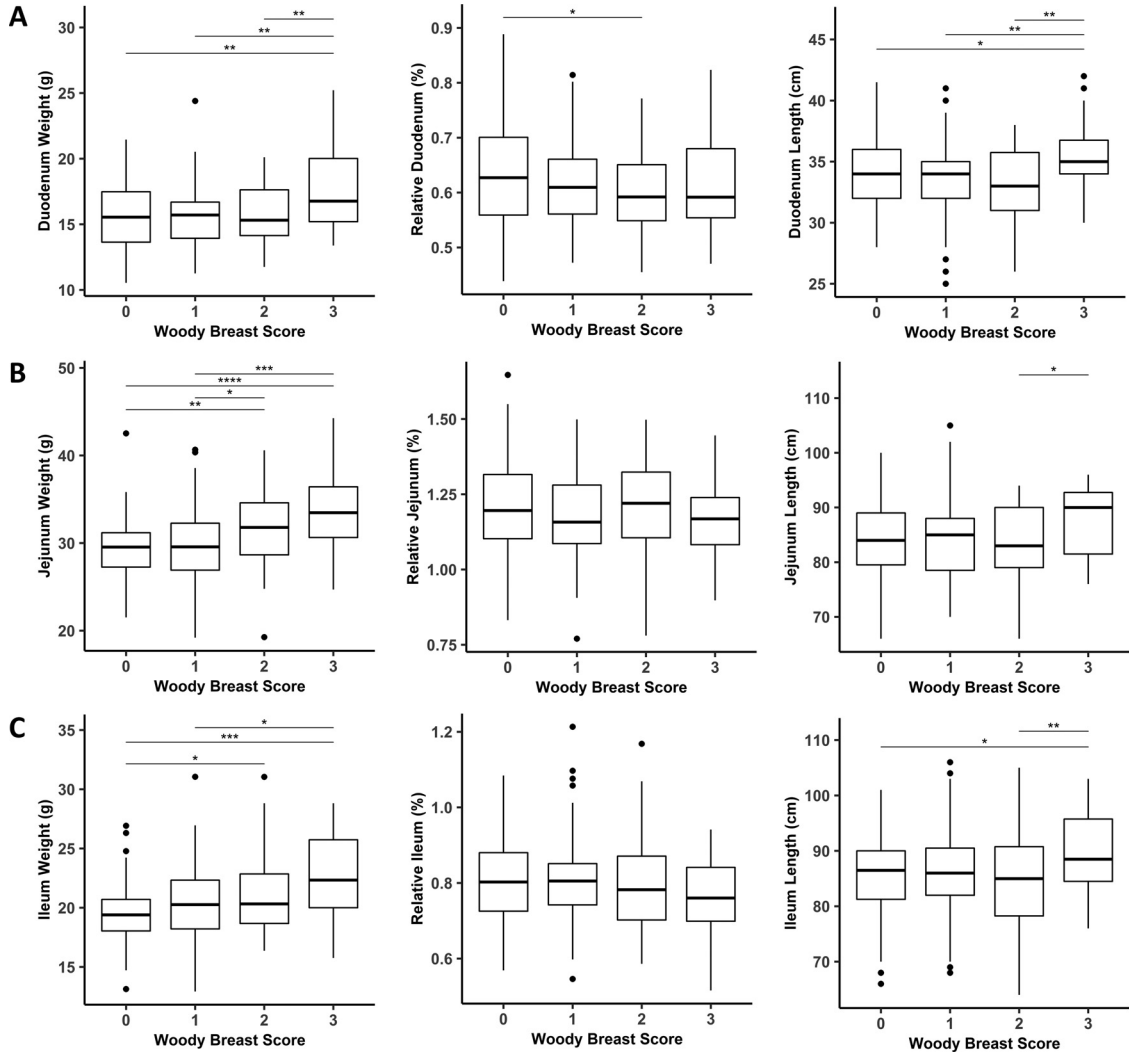 A
Duodenum Weight (g)
30
25
20
15
10
**
**
**
0 1 2 3
Woody Breast Score
Relative Duodenum (%)
0.9
0.8
0.7
0.6
0.5
*
0 1 2 3
Woody Breast Score
Duodenum Length (cm)
45
40
35
30
25
**
**
*
0 1 2 3
Woody Breast Score
B
Jejunum Weight (g)
50
40
30
20
***
****
*
**
0 1 2 3
Woody Breast Score
Relative Jejunum (%)
1.50
1.25
1.00
0.75
0 1 2 3
Woody Breast Score
Jejunum Length (cm)
110
100
90
80
70
*
0 1 2 3
Woody Breast Score
C
Ileum Weight (g)
35
30
25
20
15
*
***
*
0 1 2 3
Woody Breast Score
Relative Ileum (%)
1.2
1.0
0.8
0.6
0 1 2 3
Woody Breast Score
Ileum Length (cm)
110
100
90
80
70
**
*
0 1 2 3
Woody Breast Score